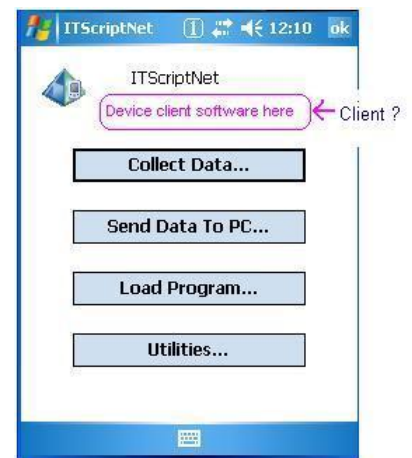 ITScriptNet 12:10 ok
ITScriptNet
Device client software here Client ?
Collect Data...
Send Data To PC...
Load Program...
Utilities...